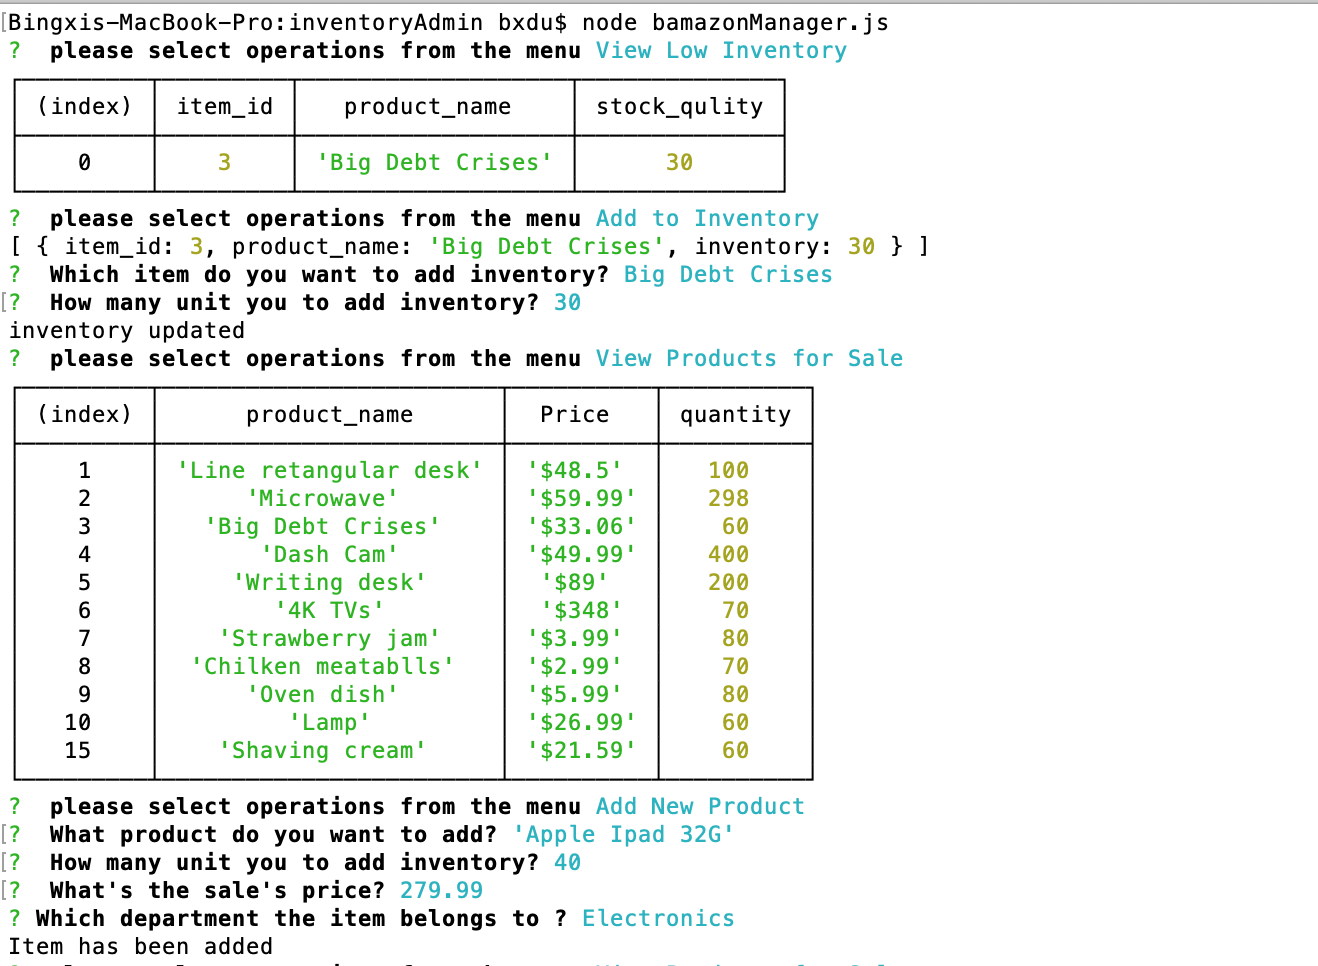 Bingxis-MacBook-Pro:inventoryAdmin bxdu$ node bamazonManager.js
? please select operations from the menu View Low Inventory
(index) item_id product_name stock_qulity
0 3 'Big Debt Crises' 30
? please select operations from the menu Add to Inventory
[ { item_id: 3, product_name: 'Big Debt Crises', inventory: 30 } ]
? Which item do you want to add inventory? Big Debt Crises
[? How many unit you to add inventory? 30
inventory updated
? please select operations from the menu View Products for Sale
(index) product_name Price quantity
1 'Line retangular desk' '$48.5' 100
2 'Microwave' '$59.99' 298
3 'Big Debt Crises' '$33.06' 60
4 'Dash Cam' '$49.99' 400
5 'Writing desk' '$89' 200
6 '4K TVs' '$348' 70
7 'Strawberry jam' '$3.99' 80
8 'Chilken meatablls' '$2.99' 70
9 'Oven dish' '$5.99' 80
10 'Lamp' '$26.99' 60
15 'Shaving cream' '$21.59' 60
? please select operations from the menu Add New Product
[? What product do you want to add? 'Apple Ipad 32G'
[? How many unit you to add inventory? 40
[? What's the sale's price? 279.99
? Which department the item belongs to ? Electronics
Item has been added